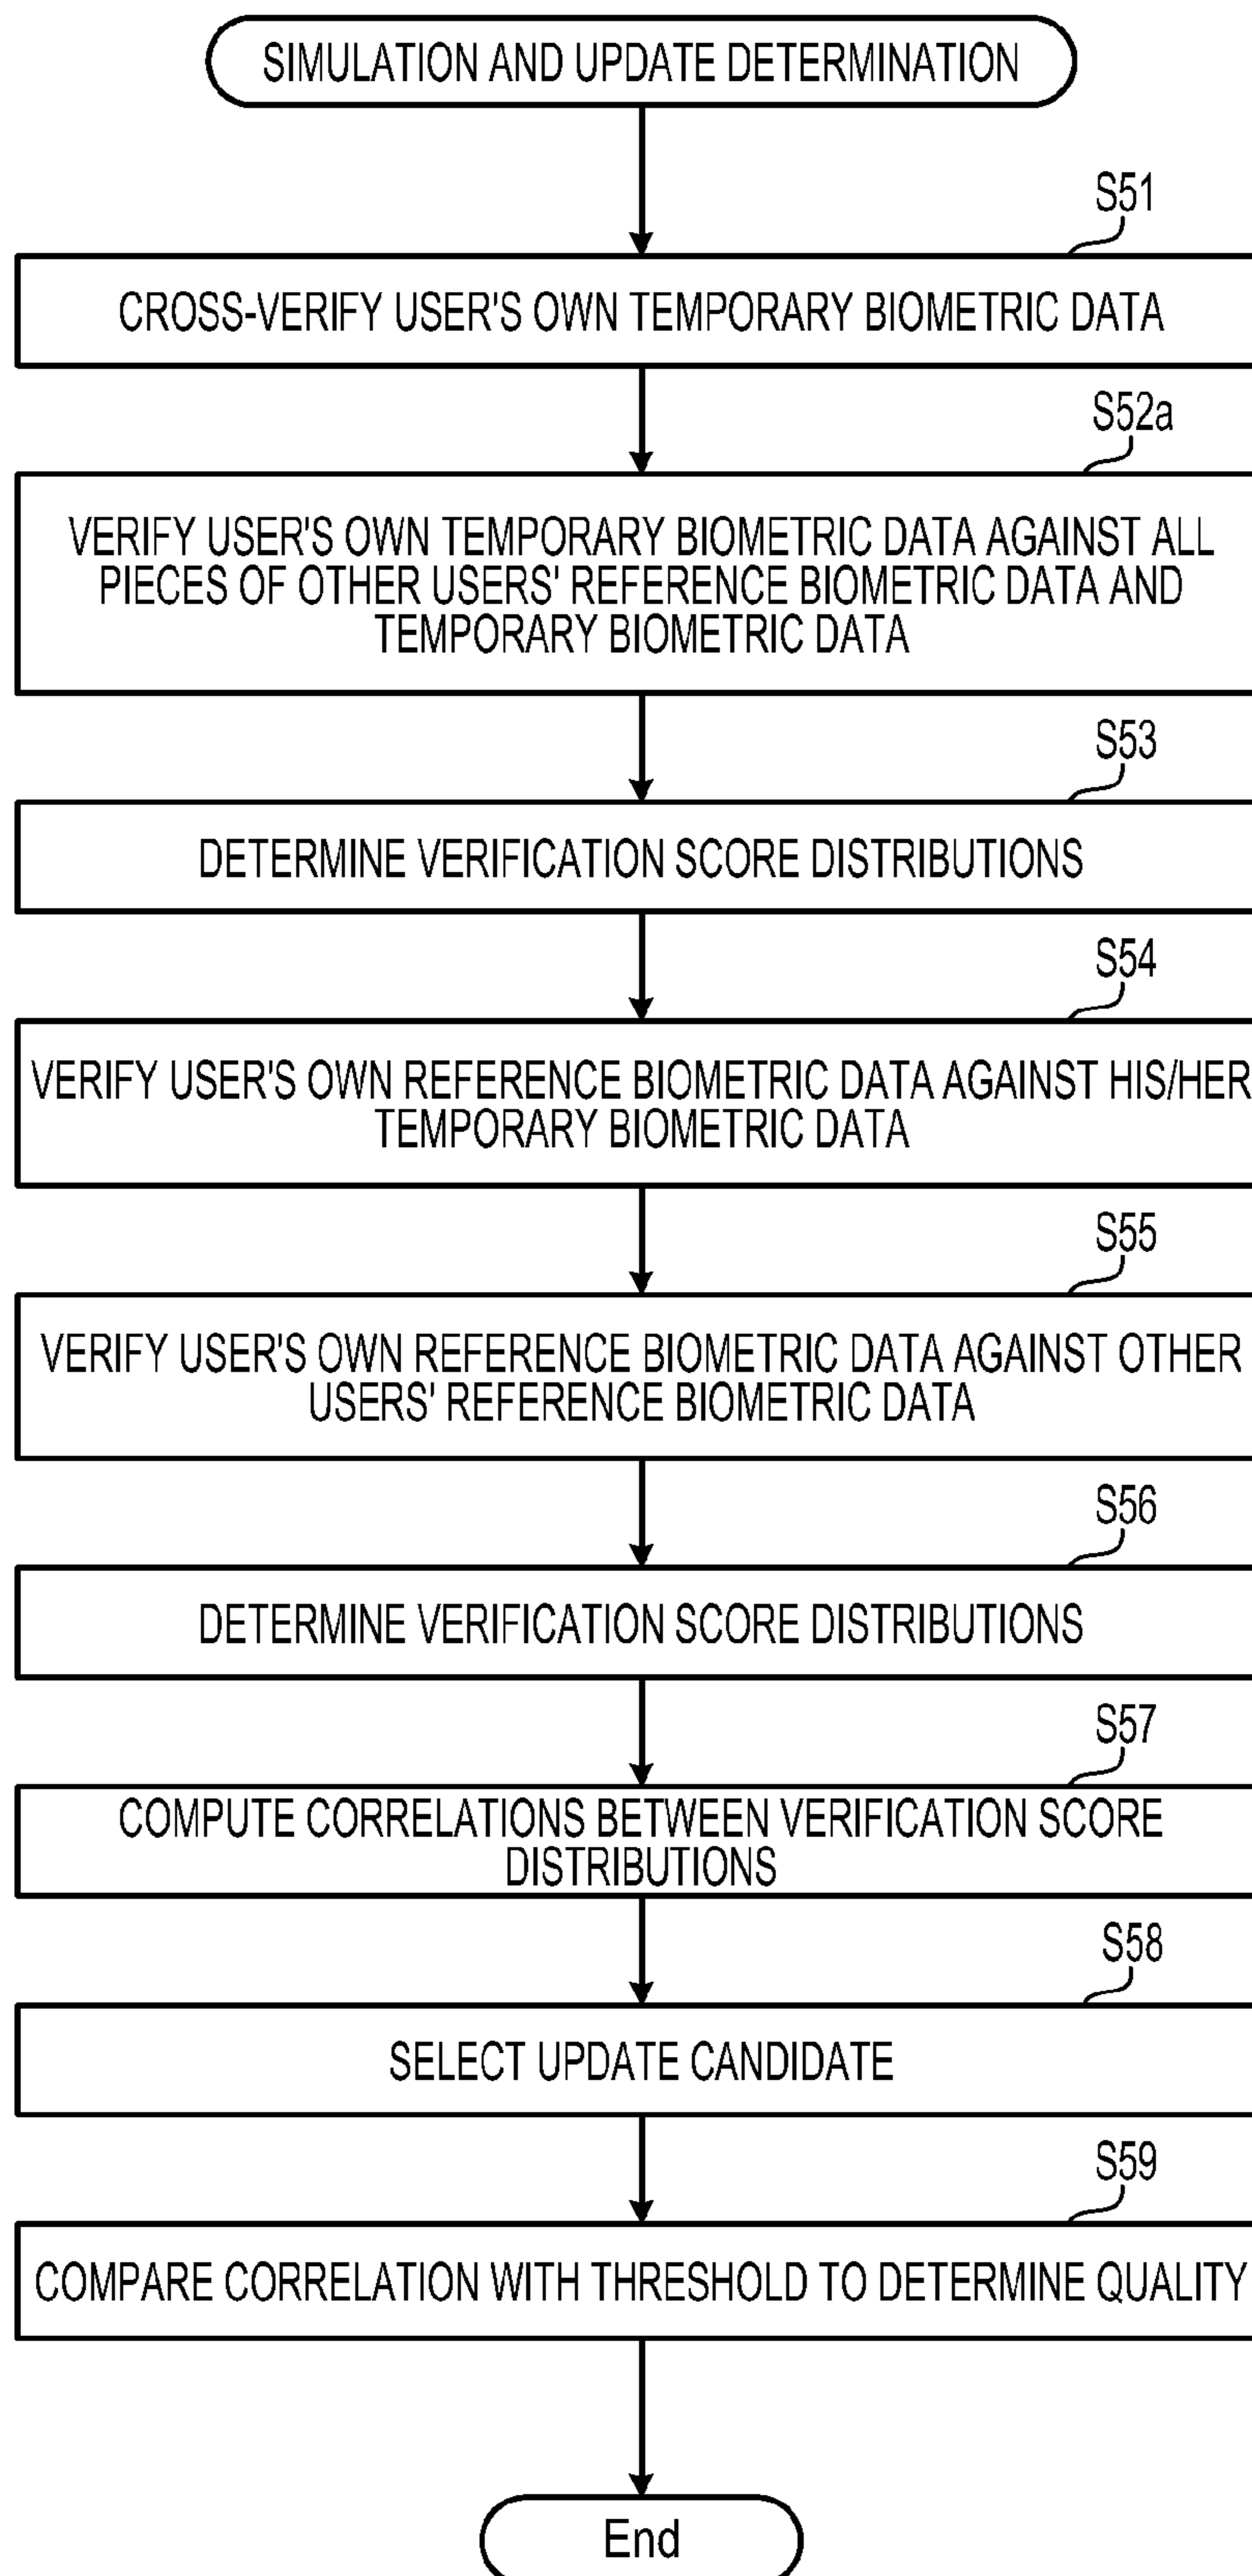 SIMULATION AND UPDATE DETERMINATION
S51
CROSS-VERIFY USER'S OWN TEMPORARY BIOMETRIC DATA
S52a
VERIFY USER'S OWN TEMPORARY BIOMETRIC DATA AGAINST ALL
PIECES OF OTHER USERS' REFERENCE BIOMETRIC DATA AND
TEMPORARY BIOMETRIC DATA
S53
DETERMINE VERIFICATION SCORE DISTRIBUTIONS
S54
VERIFY USER'S OWN REFERENCE BIOMETRIC DATA AGAINST HIS/HER
TEMPORARY BIOMETRIC DATA
S55
VERIFY USER'S OWN REFERENCE BIOMETRIC DATA AGAINST OTHER
USERS' REFERENCE BIOMETRIC DATA
S56
DETERMINE VERIFICATION SCORE DISTRIBUTIONS
S57
COMPUTE CORRELATIONS BETWEEN VERIFICATION SCORE
DISTRIBUTIONS
S58
SELECT UPDATE CANDIDATE
S59
COMPARE CORRELATION WITH THRESHOLD TO DETERMINE QUALITY
End